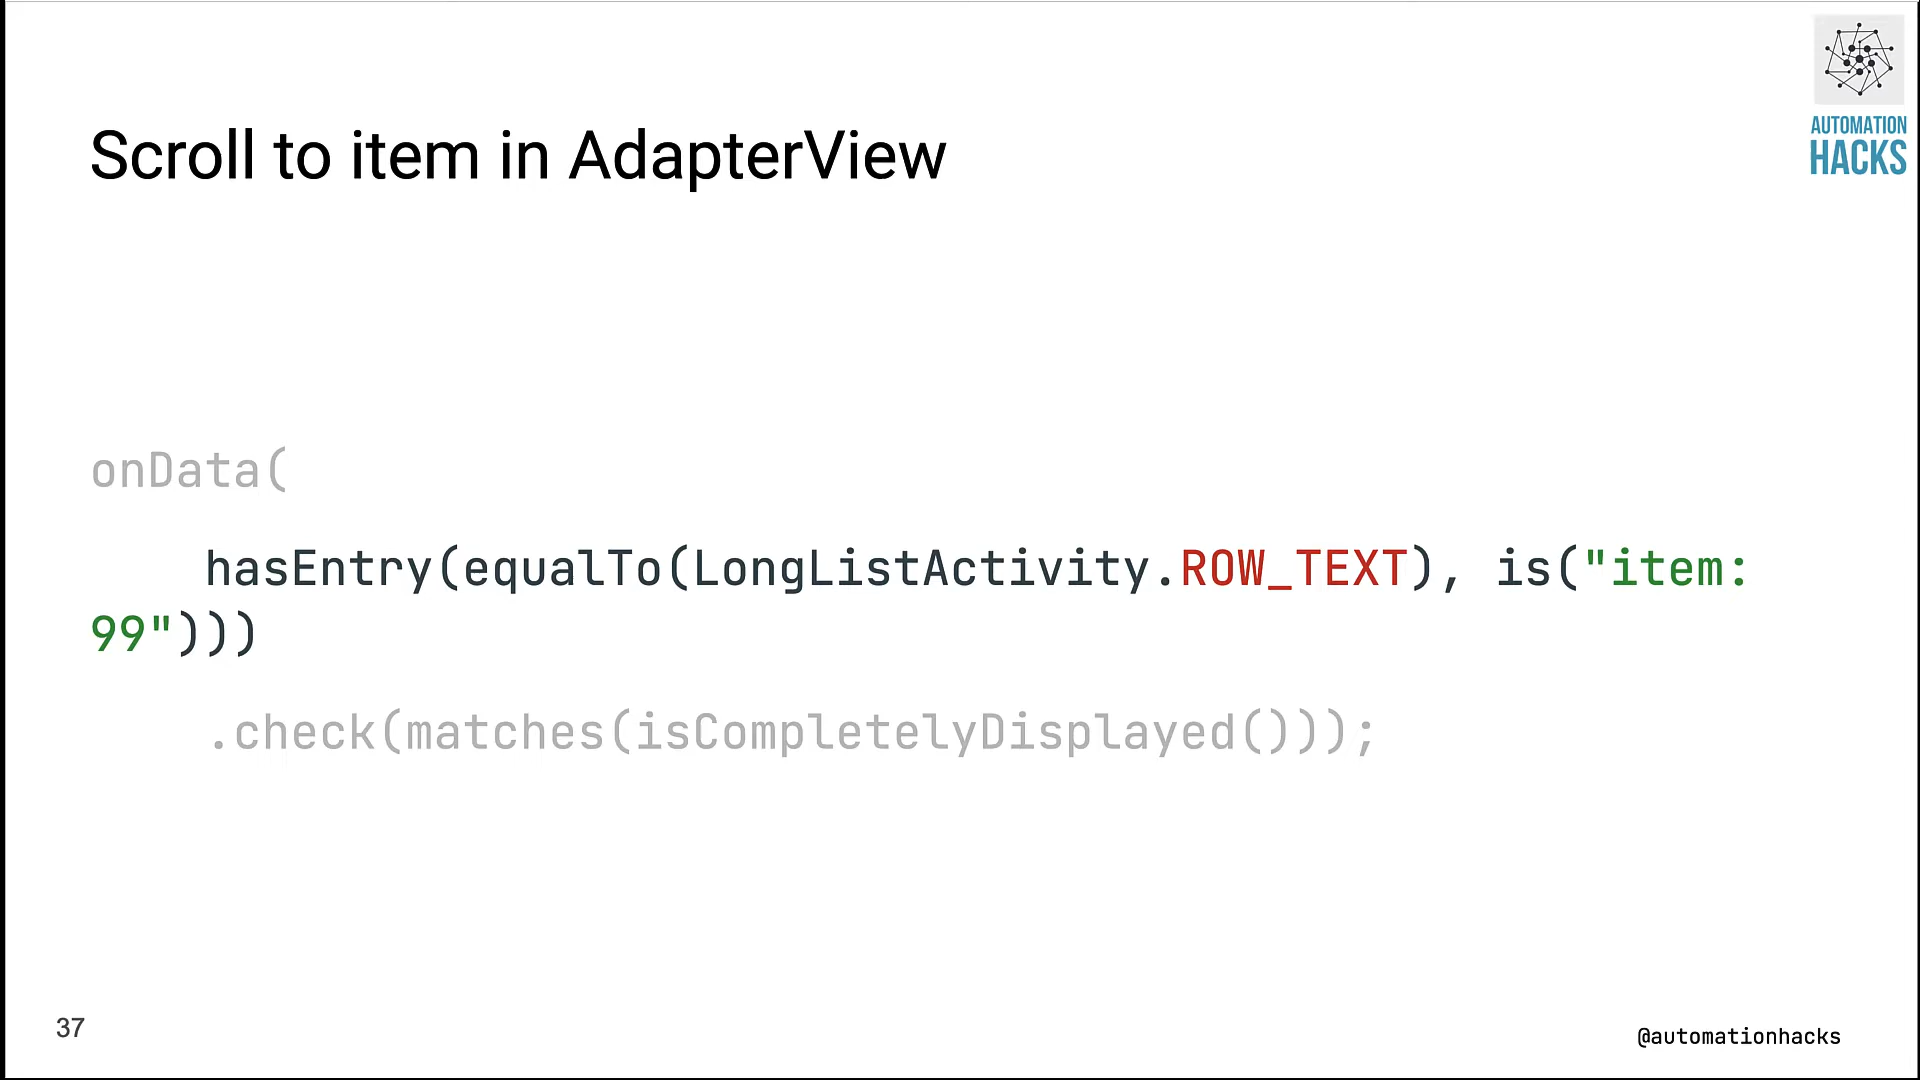 AUTOMATION
HACKS
Scroll to item in AdapterView
onData(
hasEntry(equalTo(LongListActivity.ROW_TEXT), is("item:
99")))
.check(matches(isCompletelyDisplayed()));
37
@automationhacks